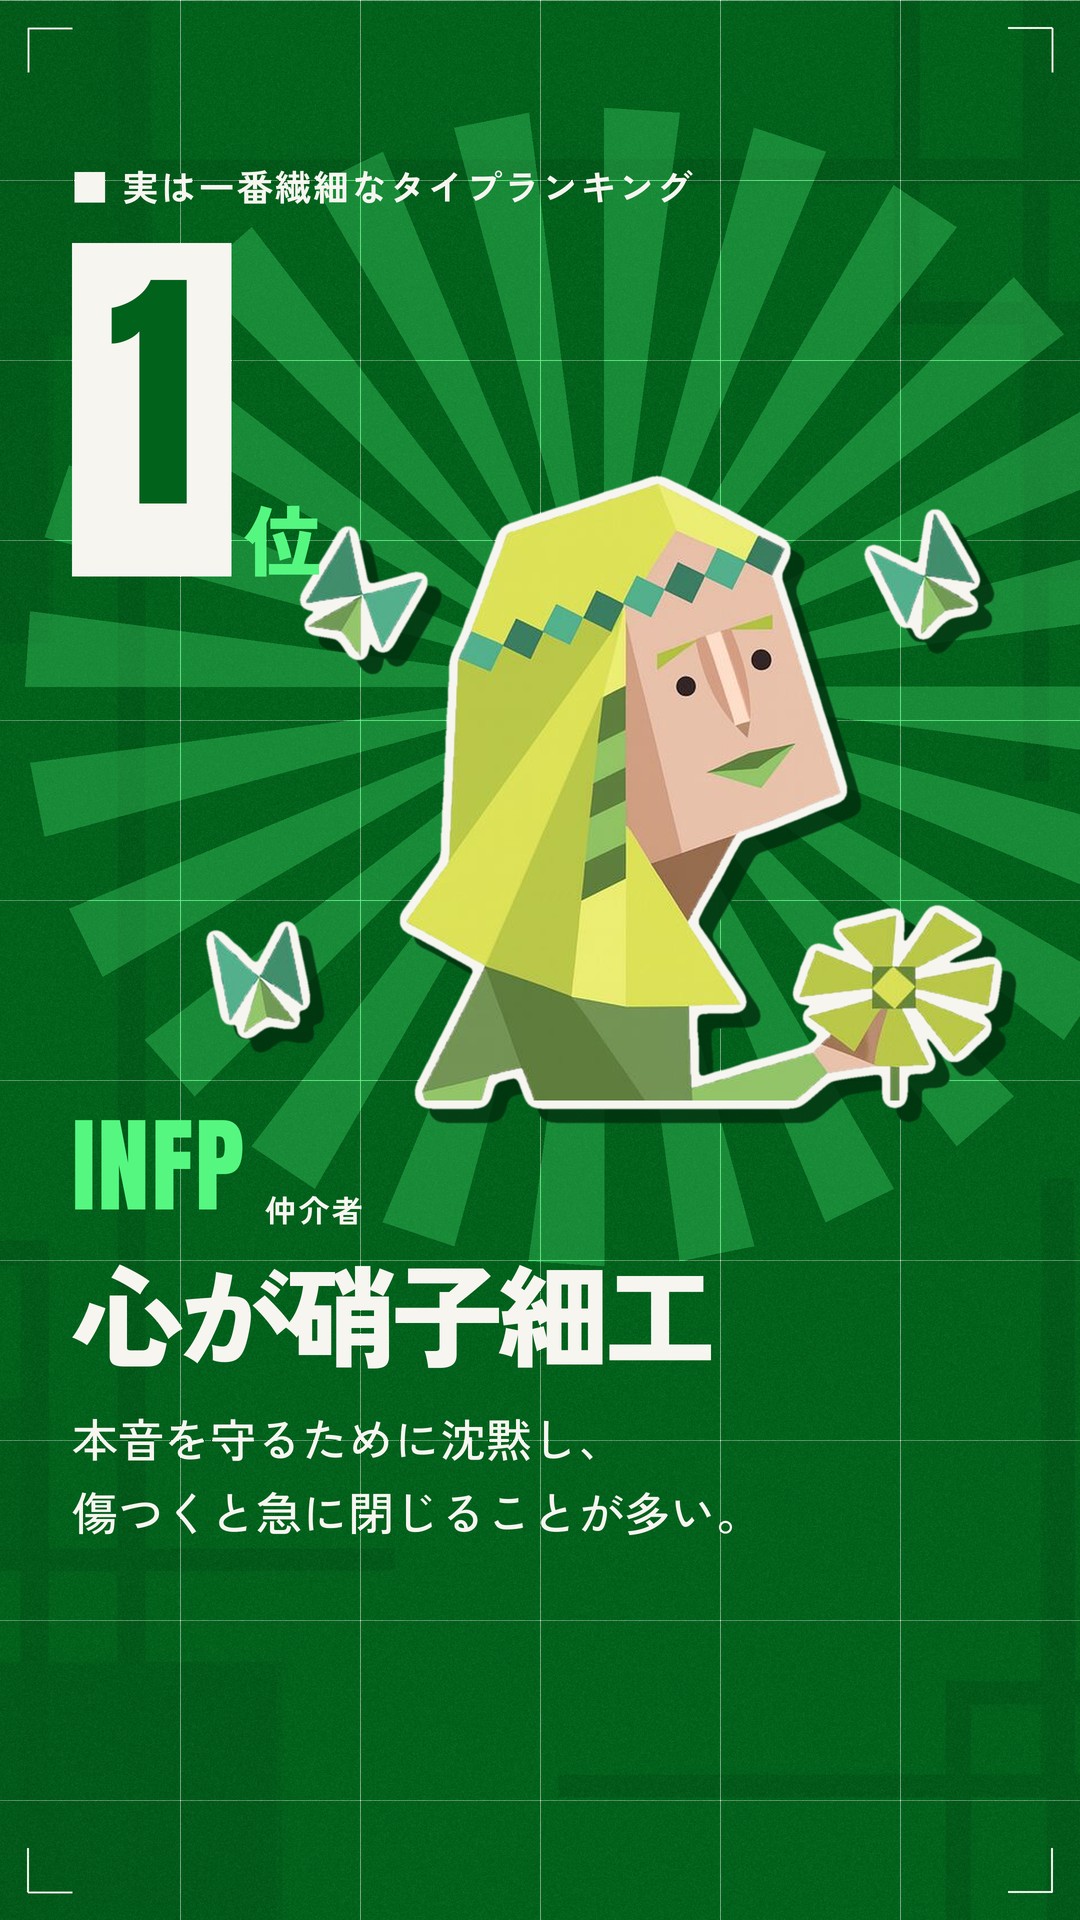 ■ 実は一番繊細なタイプランキング
1位
INFP 仲介者
心が硝子細工
本音を守るために沈黙し、
傷つくと急に閉じることが多い。